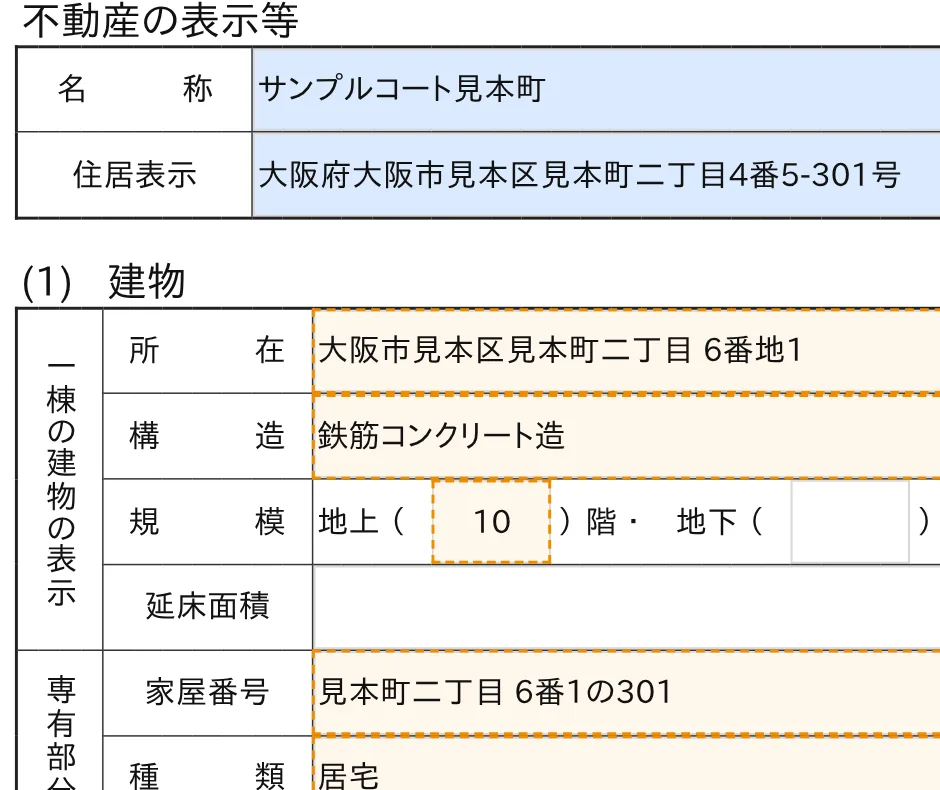 不動産の表示等
名 称 サンプルコート見本町
住居表示 大阪府大阪市見本区見本町二丁目4番5-301号
(1) 建物
一棟の建物の表示
所 在 大阪市見本区見本町二丁目 6番地1
構 造 鉄筋コンクリート造
規 模 地上（ 10 ）階・ 地下（ ）
延床面積
専有部分
家屋番号 見本町二丁目 6番1の301
種 類 居宅